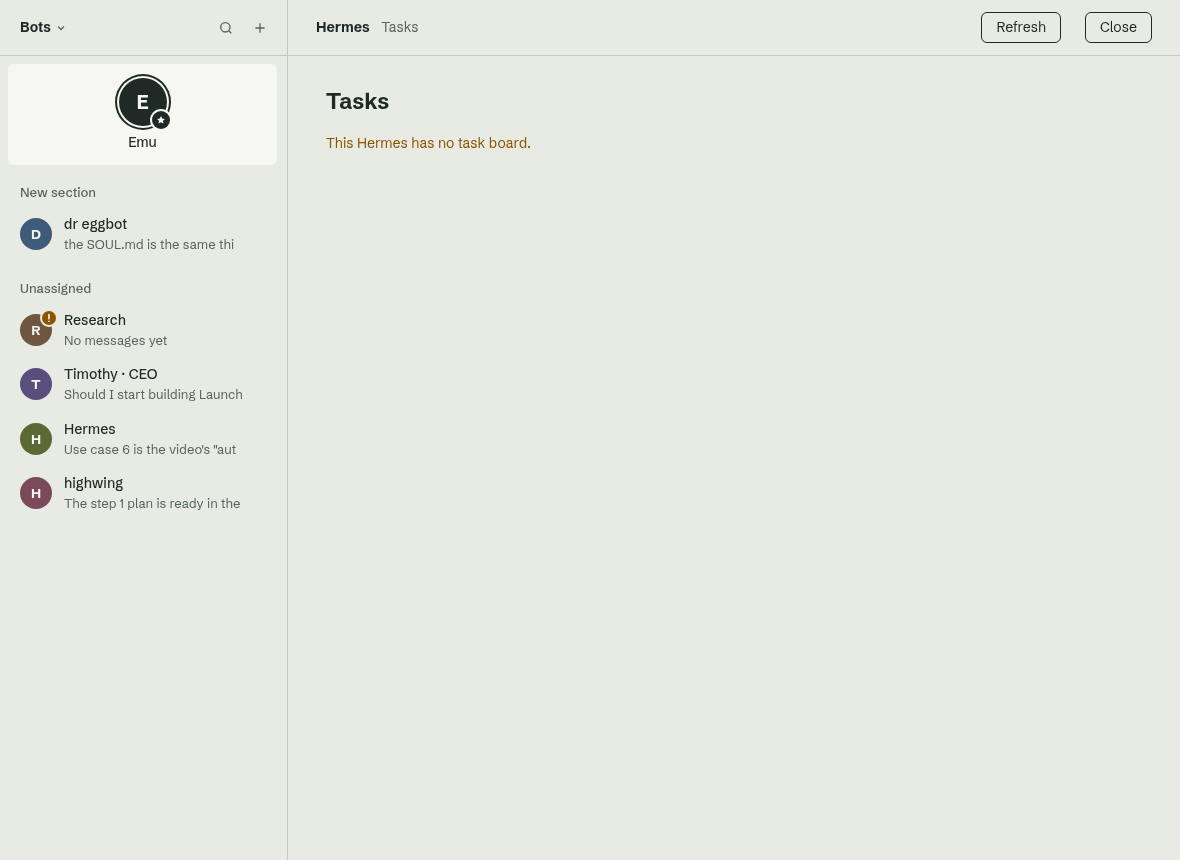 Bots
Hermes Tasks
Refresh
Close
E
Emu
New section
D
dr eggbot
the SOUL.md is the same thi
Unassigned
R
!
Research
No messages yet
T
Timothy · CEO
Should I start building Launch
H
Hermes
Use case 6 is the video's "aut
H
highwing
The step 1 plan is ready in the
Tasks
This Hermes has no task board.